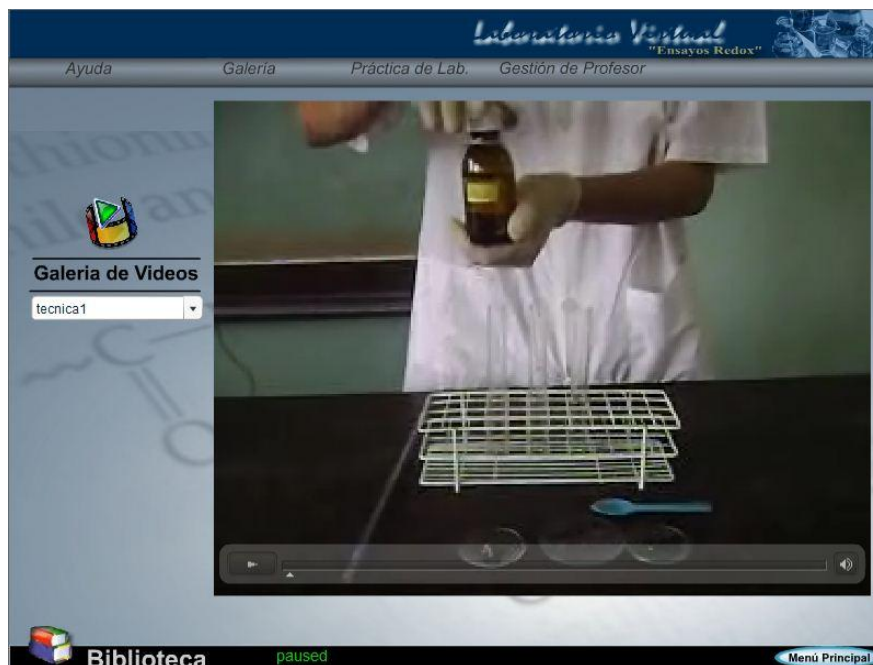 Laboratorio Virtual
"Ensayos Redox"
Ayuda Galería Práctica de Lab. Gestión de Profesor
Galeria de Videos
tecnica1
Biblioteca paused Menú Principal